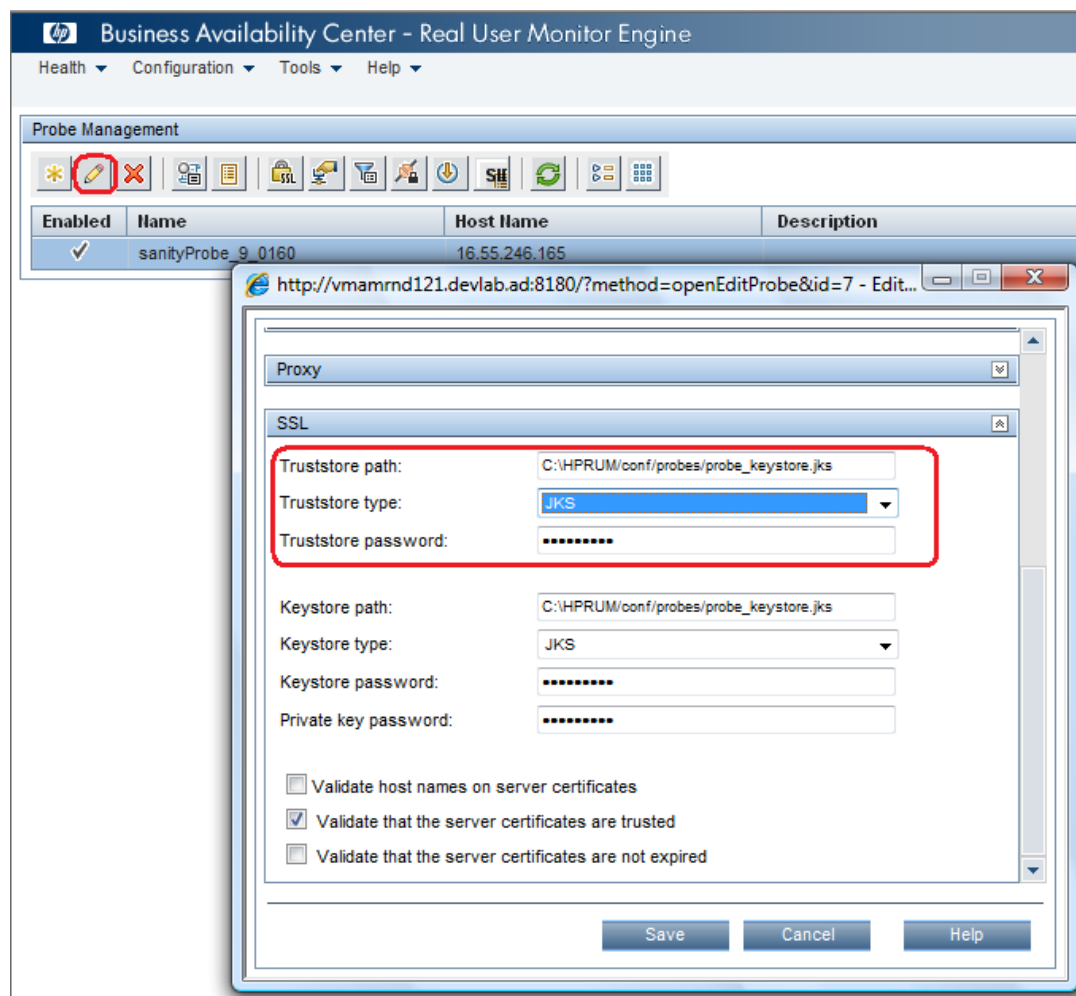 hp Business Availability Center - Real User Monitor Engine
Health Configuration Tools Help
Probe Management
SSL
Enabled Name Host Name Description
sanityProbe_9_0160 16.55.246.165
http://vmamrnd121.devlab.ad:8180/?method=openEditProbe&id=7 - Edit...
Proxy
SSL
Truststore path: C:\HPRUM/conf/probes/probe_keystore.jks
Truststore type: JKS
Truststore password: •••••••••
Keystore path: C:\HPRUM/conf/probes/probe_keystore.jks
Keystore type: JKS
Keystore password: •••••••••
Private key password: •••••••••
Validate host names on server certificates
Validate that the server certificates are trusted
Validate that the server certificates are not expired
Save Cancel Help